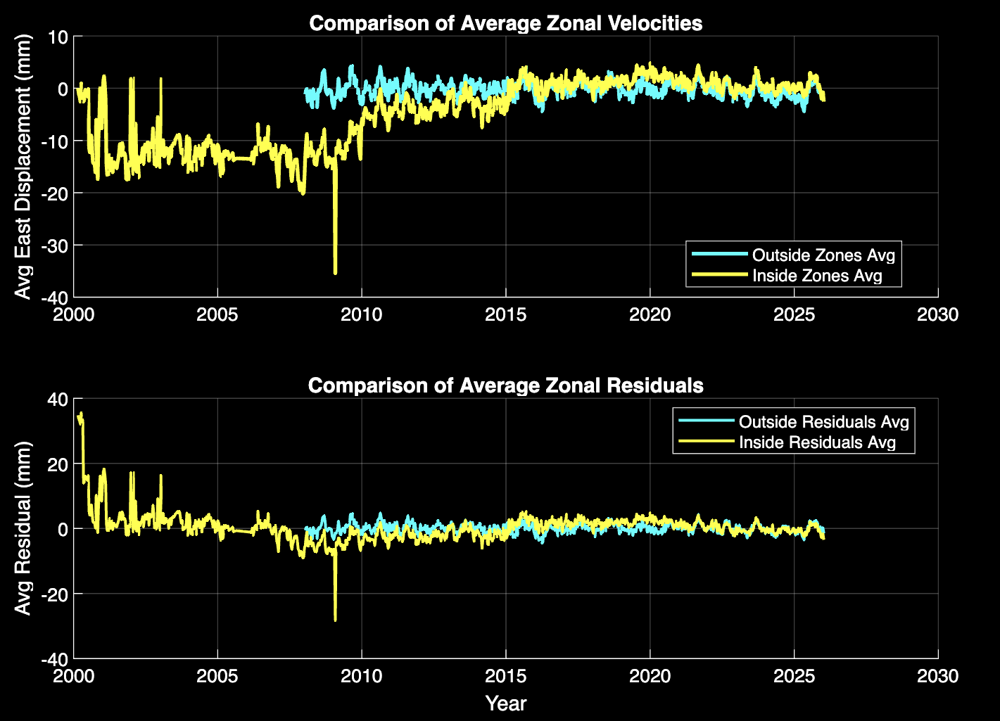 Comparison of Average Zonal Velocities
Avg East Displacement (mm)
10
0
-10
-20
-30
-40
Outside Zones Avg
Inside Zones Avg
2000 2005 2010 2015 2020 2025 2030
Comparison of Average Zonal Residuals
Avg Residual (mm)
40
20
0
-20
-40
Outside Residuals Avg
Inside Residuals Avg
2000 2005 2010 2015 2020 2025 2030
Year